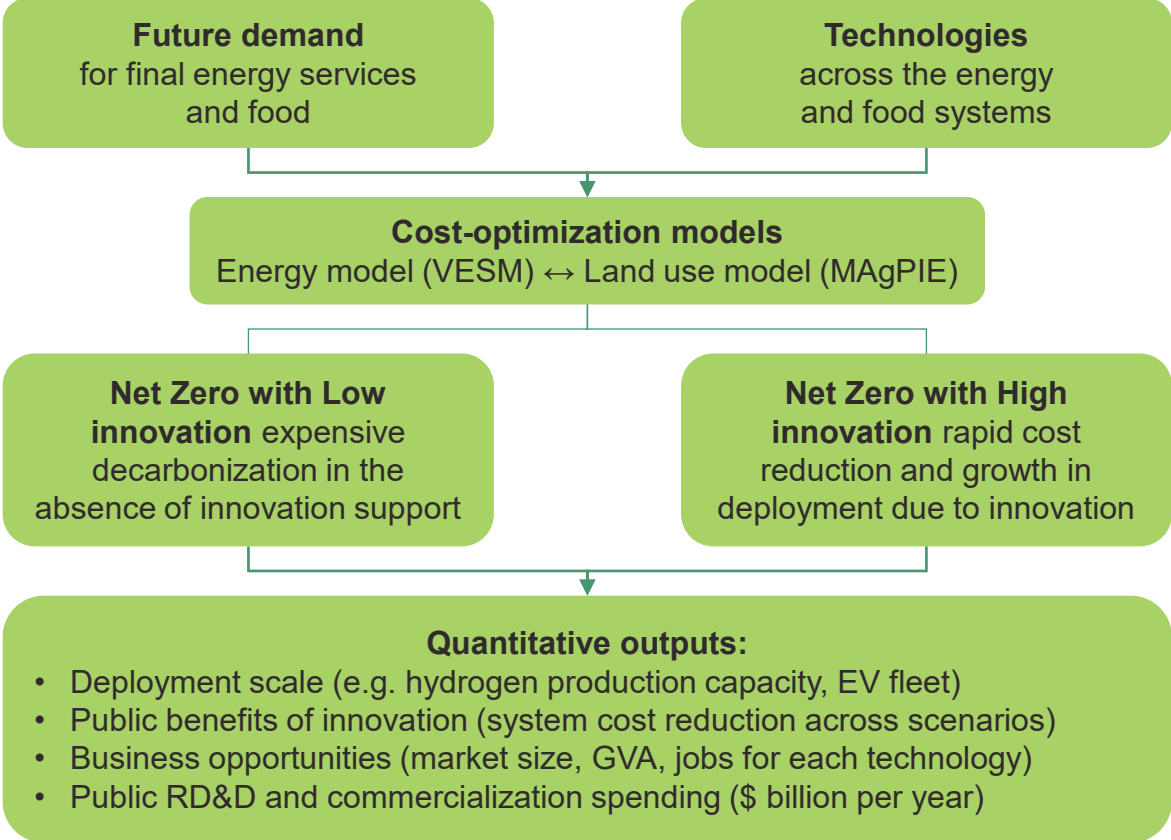 Future demand
for final energy services
and food
Technologies
across the energy
and food systems
Cost-optimization models
Energy model (VESM) ↔ Land use model (MAgPIE)
Net Zero with Low
innovation expensive
decarbonization in the
absence of innovation support
Net Zero with High
innovation rapid cost
reduction and growth in
deployment due to innovation
Quantitative outputs:
• Deployment scale (e.g. hydrogen production capacity, EV fleet)
• Public benefits of innovation (system cost reduction across scenarios)
• Business opportunities (market size, GVA, jobs for each technology)
• Public RD&D and commercialization spending ($ billion per year)